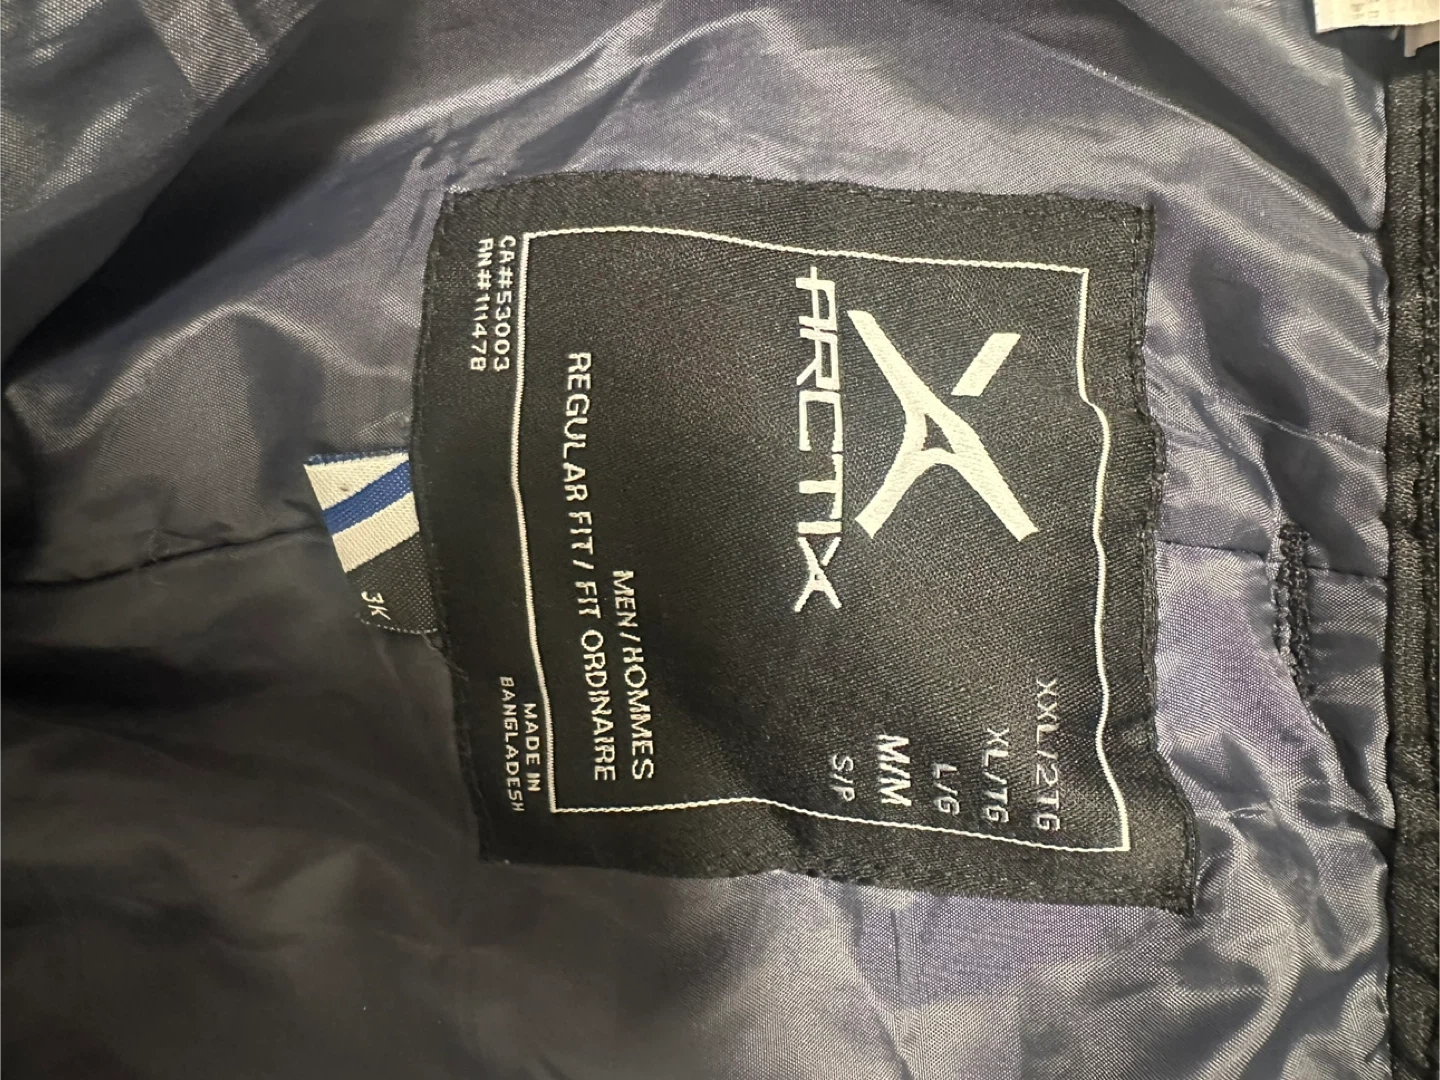 ARCTIX
XXL/2TG
XL/TG
L/G
M/M
S/P
MEN/HOMMES
REGULAR FIT / FIT ORDINAIRE
CA#53003
RN#111478
MADE IN
BANGLADESH
3K